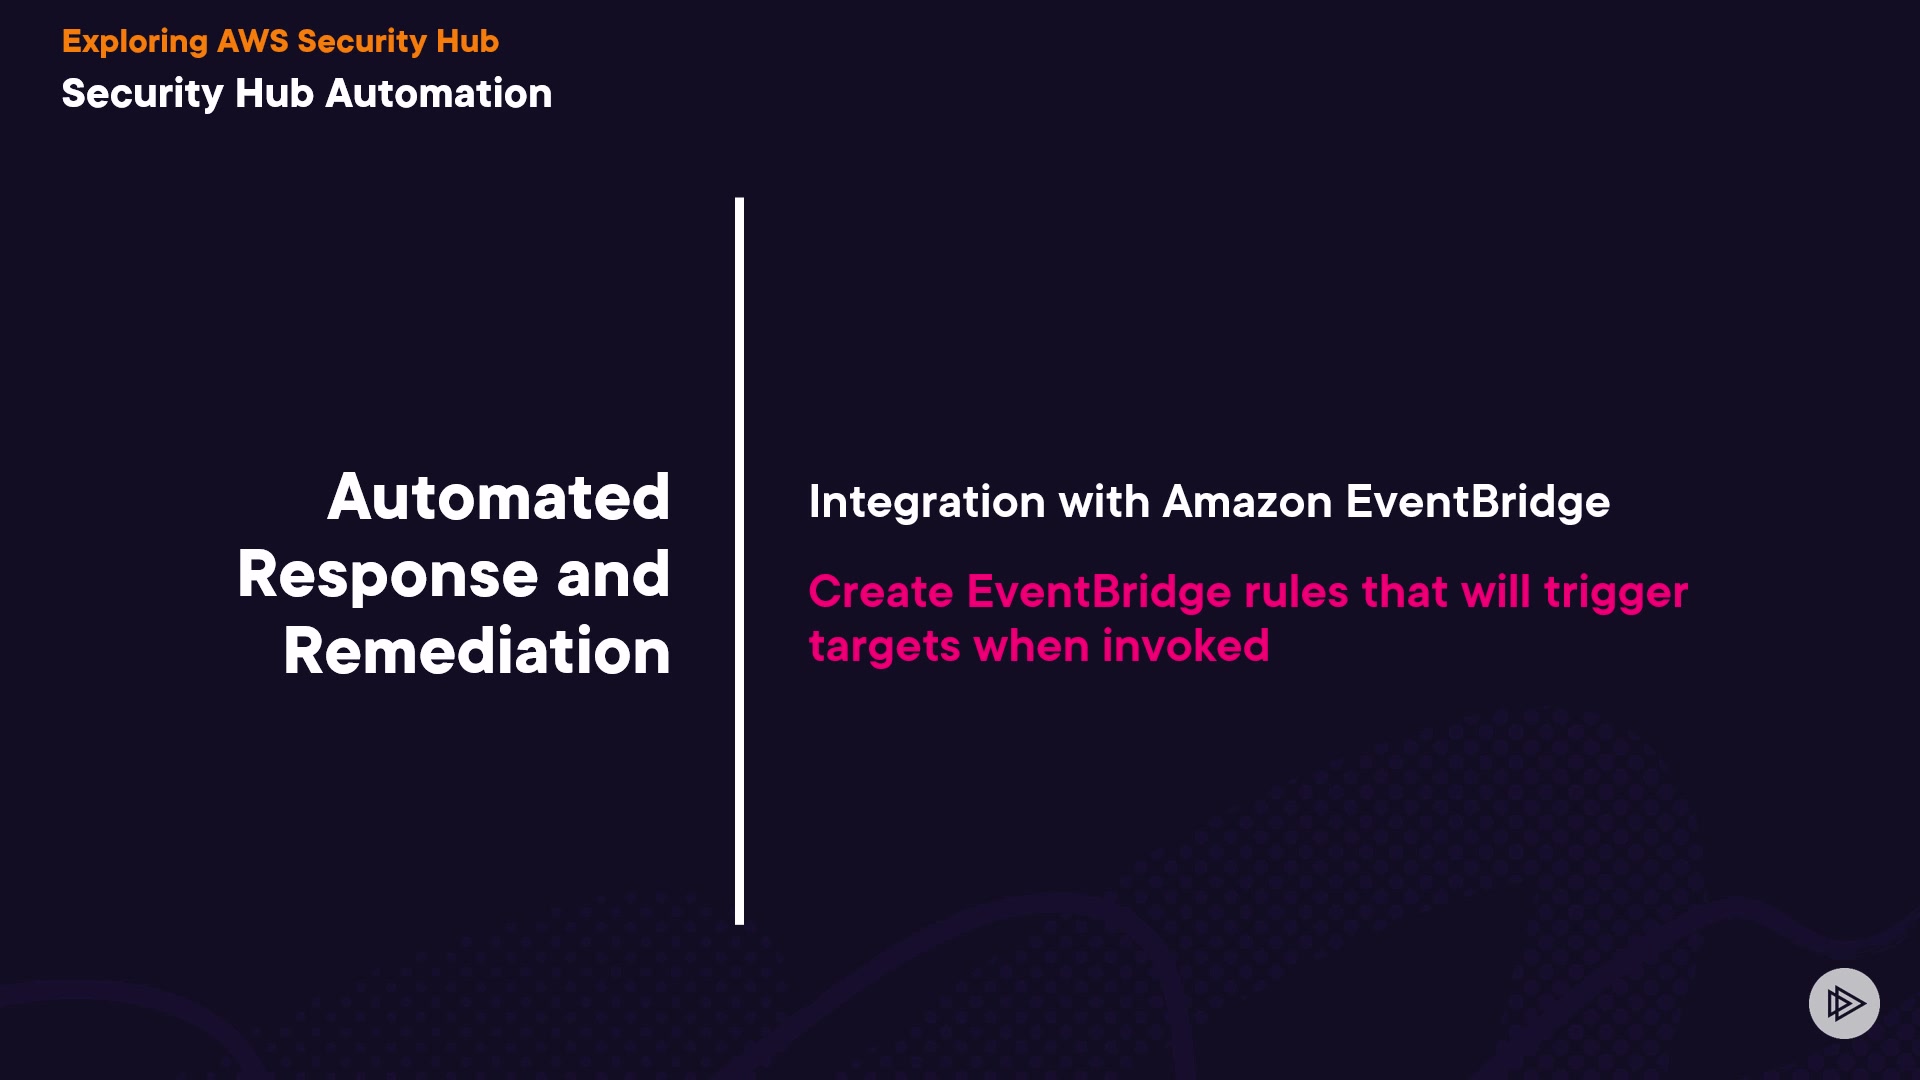 Exploring AWS Security Hub
Security Hub Automation
Automated
Response and
Remediation
Integration with Amazon EventBridge
Create EventBridge rules that will trigger
targets when invoked